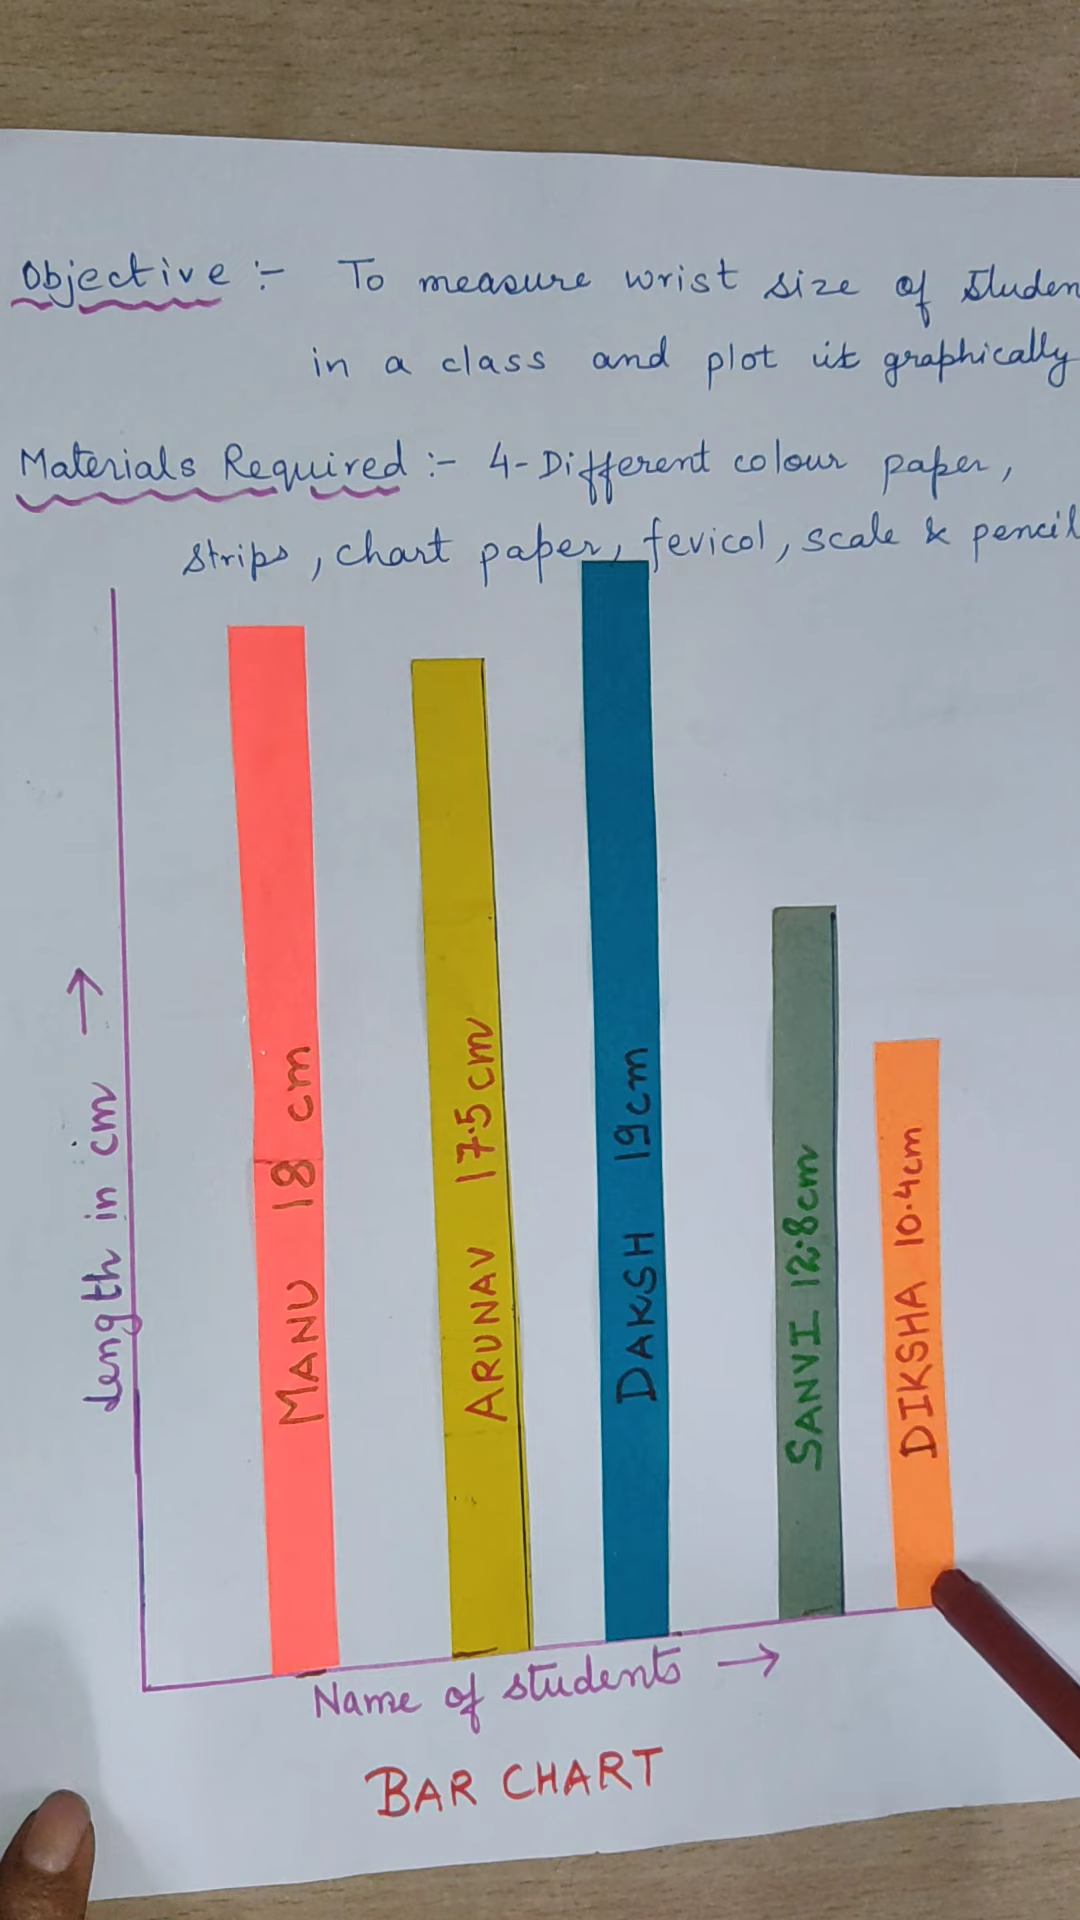 Objective :- To measure wrist size of Studen
in a class and plot it graphically
Materials Required :- 4-Different colour paper,
strips, chart paper, fevicol, scale & pencil
Length in cm →
MANU 18 cm
ARUNAV 17.5 cm
DAKSH 19 cm
SANVI 12.8 cm
DIKSHA 10.4 cm
Name of students →
BAR CHART